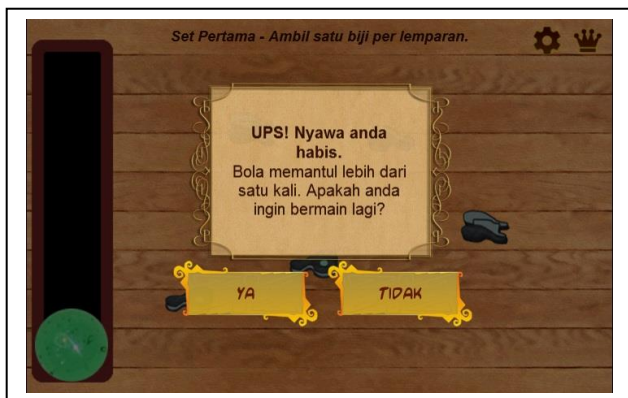 Set Pertama - Ambil satu biji per lemparan.
UPS! Nyawa anda
habis.
Bola memantul lebih dari
satu kali. Apakah anda
ingin bermain lagi?
YA
TIDAK